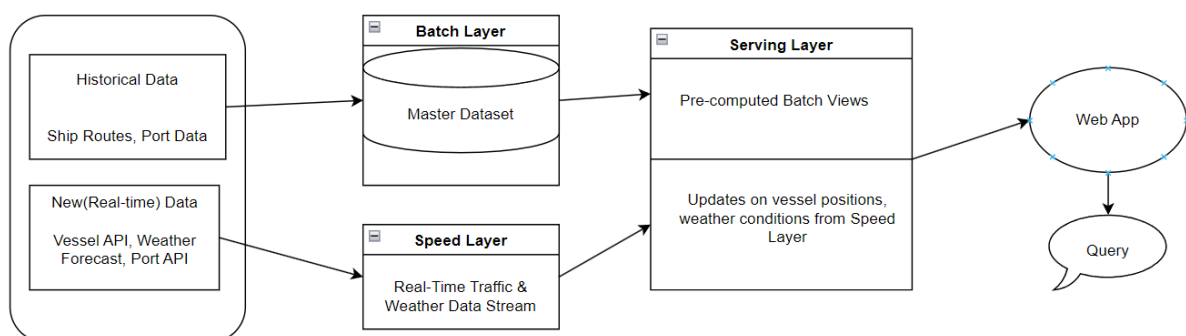 Historical Data
Ship Routes, Port Data
New(Real-time) Data
Vessel API, Weather
Forecast, Port API
Batch Layer
Master Dataset
Speed Layer
Real-Time Traffic &
Weather Data Stream
Serving Layer
Pre-computed Batch Views
Updates on vessel positions,
weather conditions from Speed
Layer
Web App
Query